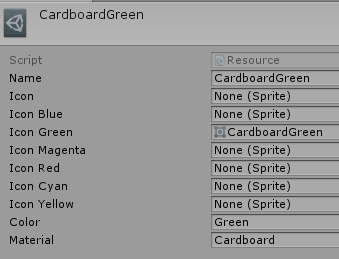 CardboardGreen
Script Resource
Name CardboardGreen
Icon None (Sprite)
Icon Blue None (Sprite)
Icon Green CardboardGreen
Icon Magenta None (Sprite)
Icon Red None (Sprite)
Icon Cyan None (Sprite)
Icon Yellow None (Sprite)
Color Green
Material Cardboard